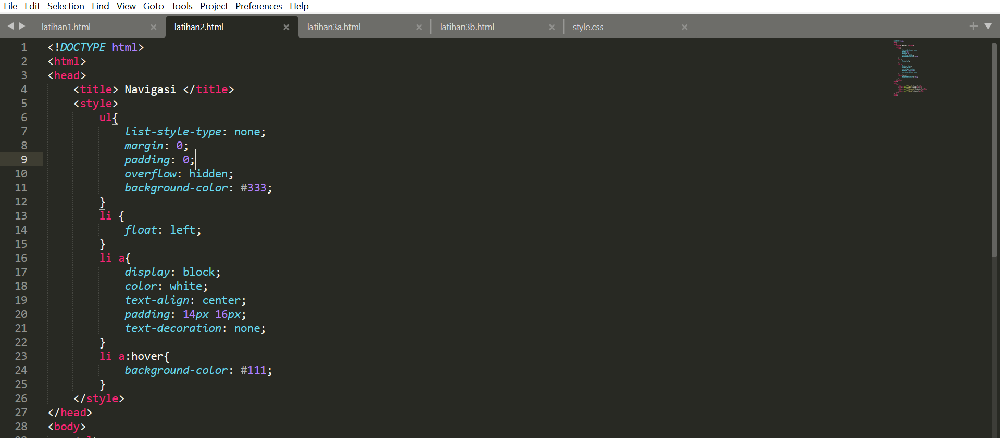 File Edit Selection Find View Goto Tools Project Preferences Help
latihan1.html × latihan2.html × latihan3a.html × latihan3b.html × style.css ×
1 <!DOCTYPE html>
2 <html>
3 <head>
4 <title> Navigasi </title>
5 <style>
6 ul{
7 list-style-type: none;
8 margin: 0;
9 padding: 0;
10 overflow: hidden;
11 background-color: #333;
12 }
13 li {
14 float: left;
15 }
16 li a{
17 display: block;
18 color: white;
19 text-align: center;
20 padding: 14px 16px;
21 text-decoration: none;
22 }
23 li a:hover{
24 background-color: #111;
25 }
26 </style>
27 </head>
28 <body>